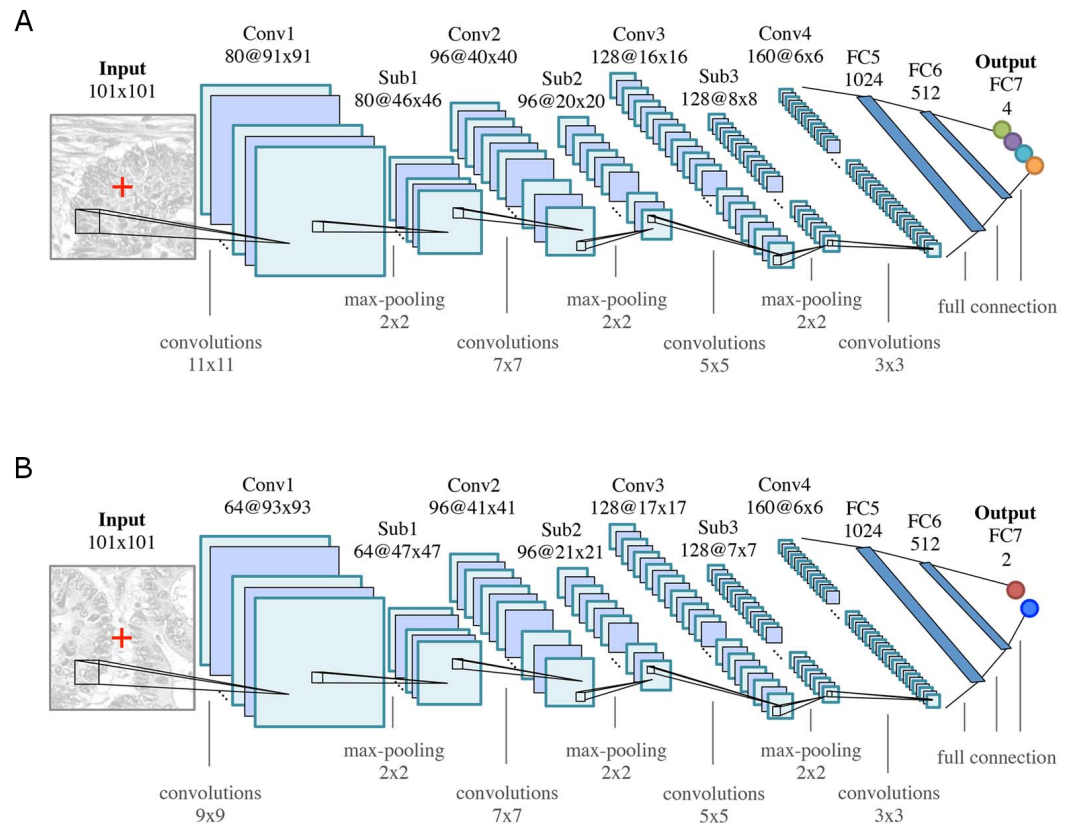 A
Input
101x101
Conv1
80@91x91
Sub1
80@46x46
Conv2
96@40x40
Sub2
96@20x20
Conv3
128@16x16
Sub3
128@8x8
Conv4
160@6x6
FC5
1024
FC6
512
Output
FC7
4
convolutions
11x11
max-pooling
2x2
convolutions
7x7
max-pooling
2x2
convolutions
5x5
max-pooling
2x2
convolutions
3x3
full connection
B
Input
101x101
Conv1
64@93x93
Sub1
64@47x47
Conv2
96@41x41
Sub2
96@21x21
Conv3
128@17x17
Sub3
128@7x7
Conv4
160@6x6
FC5
1024
FC6
512
Output
FC7
2
convolutions
9x9
max-pooling
2x2
convolutions
7x7
max-pooling
2x2
convolutions
5x5
max-pooling
2x2
convolutions
3x3
full connection